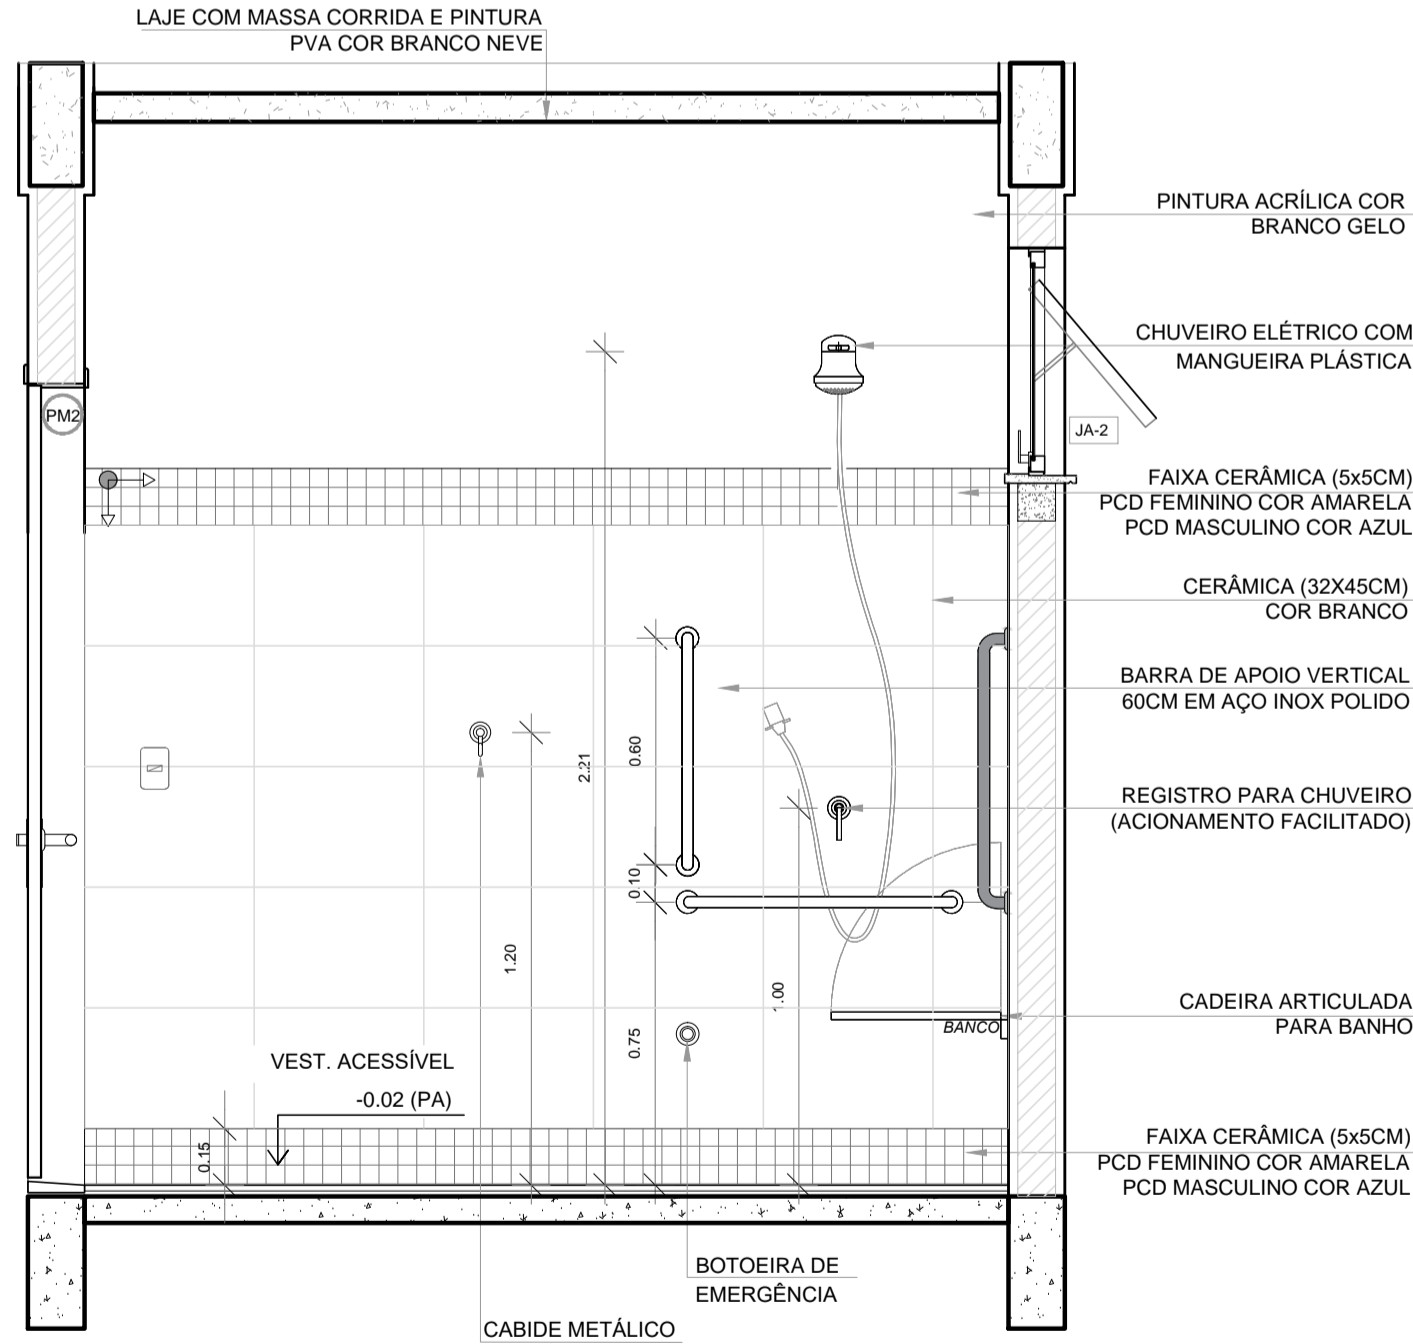 LAJE COM MASSA CORRIDA E PINTURA
PVA COR BRANCO NEVE
PINTURA ACRÍLICA COR
BRANCO GELO
CHUVEIRO ELÉTRICO COM
MANGUEIRA PLÁSTICA
PM2
JA-2
FAIXA CERÂMICA (5x5CM)
PCD FEMININO COR AMARELA
PCD MASCULINO COR AZUL
CERÂMICA (32X45CM)
COR BRANCO
BARRA DE APOIO VERTICAL
60CM EM AÇO INOX POLIDO
0.60
2.21
REGISTRO PARA CHUVEIRO
(ACIONAMENTO FACILITADO)
0.10
1.20
1.00
0.75
CADEIRA ARTICULADA
PARA BANHO
BANCO
VEST. ACESSÍVEL
-0.02 (PA)
0.15
FAIXA CERÂMICA (5x5CM)
PCD FEMININO COR AMARELA
PCD MASCULINO COR AZUL
BOTOEIRA DE
EMERGÊNCIA
CABIDE METÁLICO